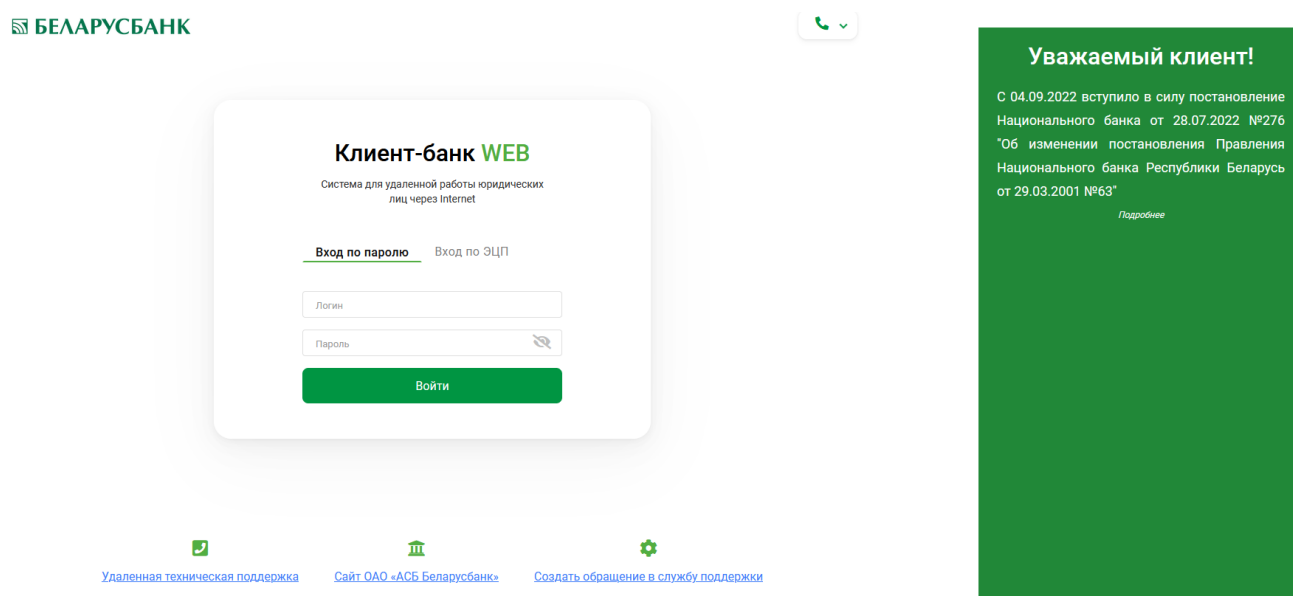 БЕЛАРУСБАНК
Клиент-банк WEB
Система для удаленной работы юридических
лиц через Internet
Вход по паролю Вход по ЭЦП
Логин
Пароль
Войти
Удаленная техническая поддержка Сайт ОАО «АСБ Беларусбанк» Создать обращение в службу поддержки
Уважаемый клиент!
С 04.09.2022 вступило в силу постановление
Национального банка от 28.07.2022 №276
"Об изменении постановления Правления
Национального банка Республики Беларусь
от 29.03.2001 №63"
Подробнее